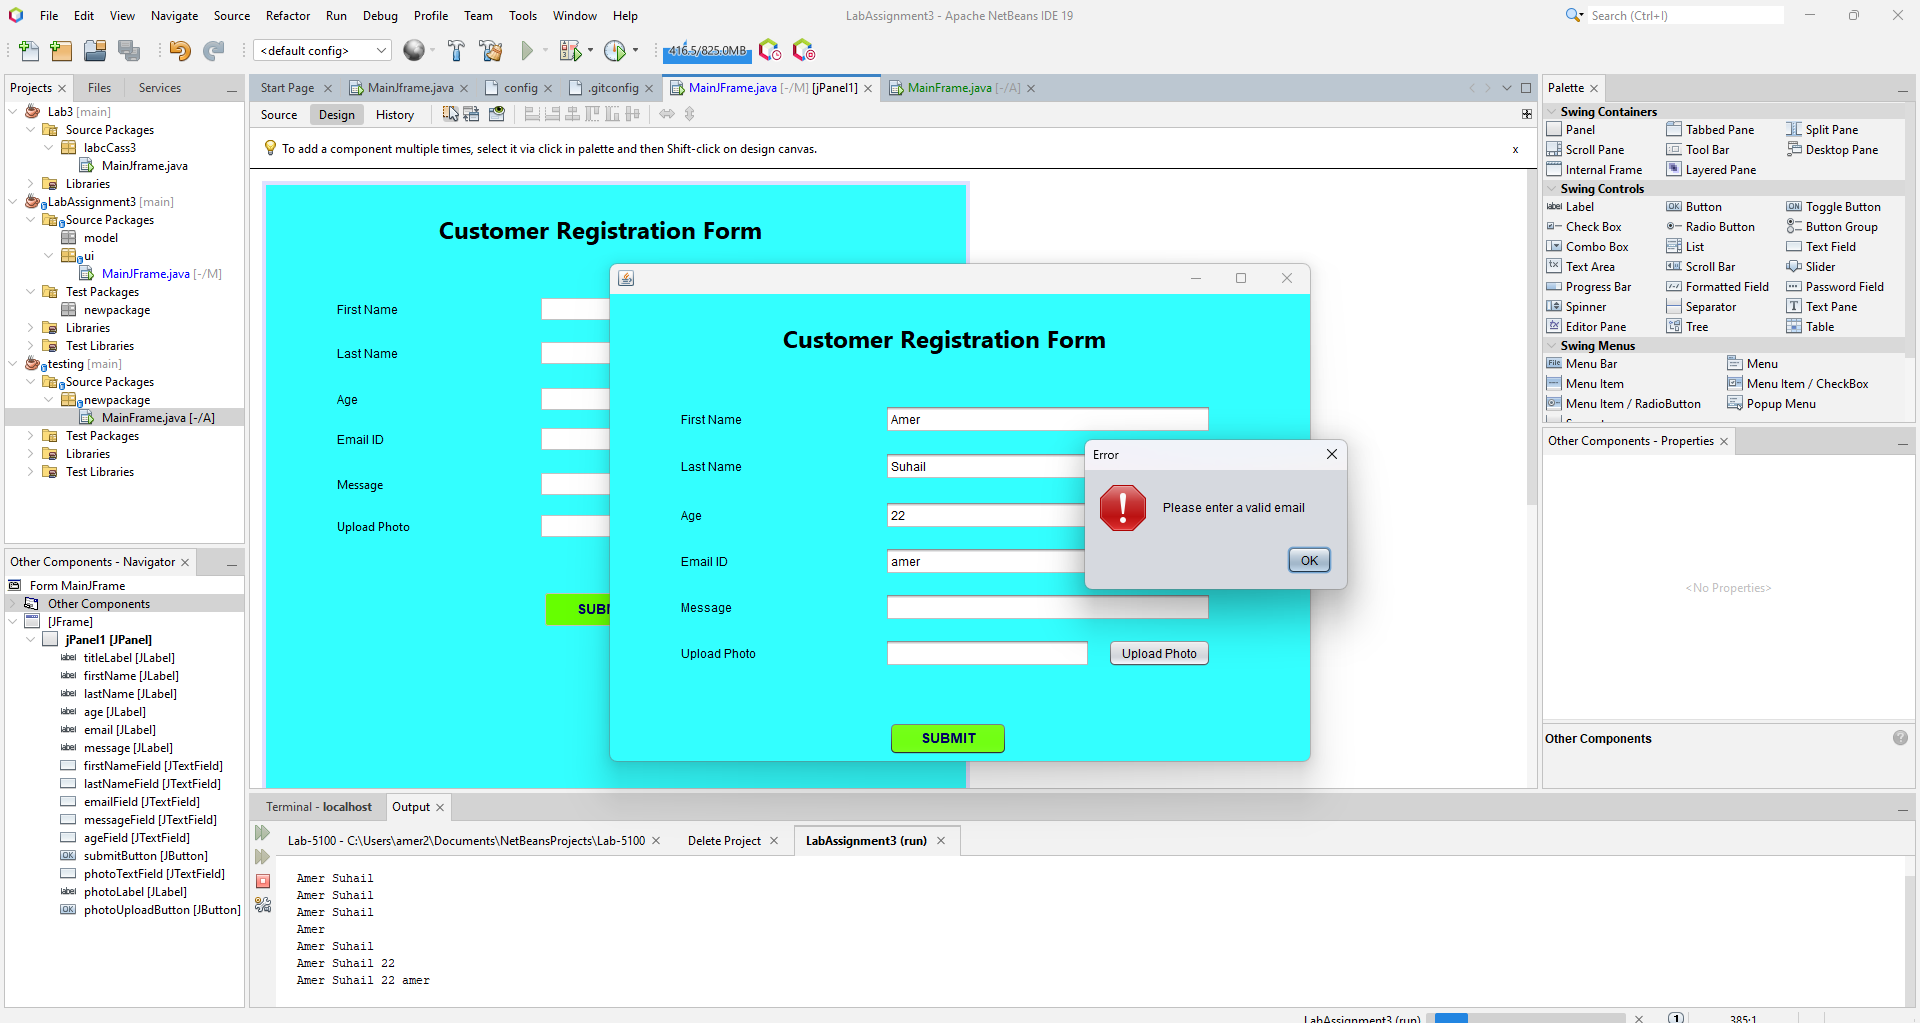 File Edit View Navigate Source Refactor Run Debug Profile Team Tools Window Help
LabAssignment3 - Apache NetBeans IDE 19
Search (Ctrl+I)
<default config>
416.5/825.0MB
Projects Files Services
Lab3 [main]
Source Packages
labcCass3
MainJframe.java
Libraries
LabAssignment3 [main]
Source Packages
model
ui
MainJFrame.java [-/M]
Test Packages
newpackage
Libraries
Test Libraries
testing [main]
Source Packages
newpackage
MainFrame.java [-/A]
Test Packages
Libraries
Test Libraries
Other Components - Navigator
Form MainJFrame
Other Components
[JFrame]
jPanel1 [JPanel]
label titleLabel [JLabel]
label firstName [JLabel]
label lastName [JLabel]
label age [JLabel]
label email [JLabel]
label message [JLabel]
firstNameField [JTextField]
lastNameField [JTextField]
emailField [JTextField]
messageField [JTextField]
ageField [JTextField]
OK submitButton [JButton]
photoTextField [JTextField]
label photoLabel [JLabel]
OK photoUploadButton [JButton]
Start Page MainJframe.java config .gitconfig MainJFrame.java [-/M] [jPanel1] MainFrame.java [-/A]
Source Design History
To add a component multiple times, select it via click in palette and then Shift-click on design canvas.
x
Customer Registration Form
First Name
Last Name
Age
Email ID
Message
Upload Photo
SUBM
Customer Registration Form
First Name Amer
Last Name Suhail
Age 22
Email ID amer
Message
Upload Photo Upload Photo
SUBMIT
Error
Please enter a valid email
OK
Terminal - localhost Output
Lab-5100 - C:\Users\amer2\Documents\NetBeansProjects\Lab-5100 Delete Project LabAssignment3 (run)
Amer Suhail
Amer Suhail
Amer Suhail
Amer
Amer Suhail
Amer Suhail 22
Amer Suhail 22 amer
Palette
Swing Containers
Panel Tabbed Pane Split Pane
Scroll Pane Tool Bar Desktop Pane
Internal Frame Layered Pane
Swing Controls
label Label OK Button ON Toggle Button
Check Box Radio Button Button Group
Combo Box List Text Field
Text Area Scroll Bar Slider
Progress Bar Formatted Field Password Field
Spinner Separator Text Pane
Editor Pane Tree Table
Swing Menus
File Menu Bar Menu
Menu Item Menu Item / CheckBox
Menu Item / RadioButton Popup Menu
Other Components - Properties
<No Properties>
Other Components
?
LabAssignment3 (run) 1 385:1